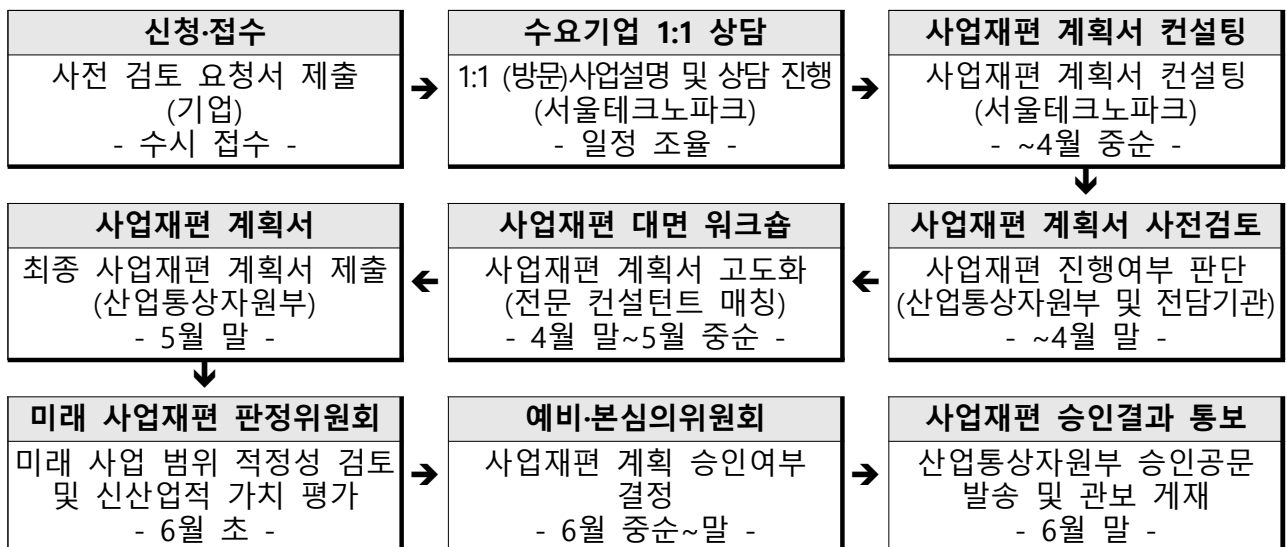 신청·접수
사전 검토 요청서 제출
(기업)
- 수시 접수 -
➔
수요기업 1:1 상담
1:1 (방문)사업설명 및 상담 진행
(서울테크노파크)
- 일정 조율 -
➔
사업재편 계획서 컨설팅
사업재편 계획서 컨설팅
(서울테크노파크)
- ~4월 중순 -
사업재편 계획서 사전검토
사업재편 진행여부 판단
(산업통상자원부 및 전담기관)
- ~4월 말 -
사업재편 대면 워크숍
사업재편 계획서 고도화
(전문 컨설턴트 매칭)
- 4월 말~5월 중순 -
사업재편 계획서
최종 사업재편 계획서 제출
(산업통상자원부)
- 5월 말 -
미래 사업재편 판정위원회
미래 사업 범위 적정성 검토
및 신산업적 가치 평가
- 6월 초 -
예비·본심의위원회
사업재편 계획 승인여부
결정
- 6월 중순~말 -
사업재편 승인결과 통보
산업통상자원부 승인공문
발송 및 관보 게재
- 6월 말 -